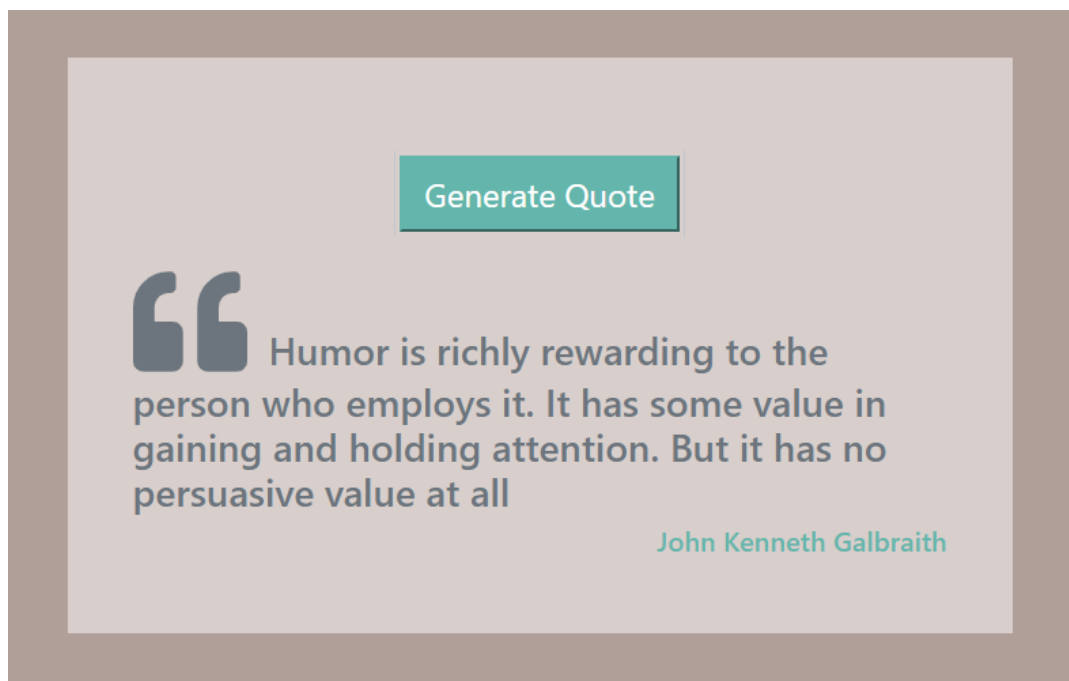 Generate Quote
Humor is richly rewarding to the
person who employs it. It has some value in
gaining and holding attention. But it has no
persuasive value at all
John Kenneth Galbraith